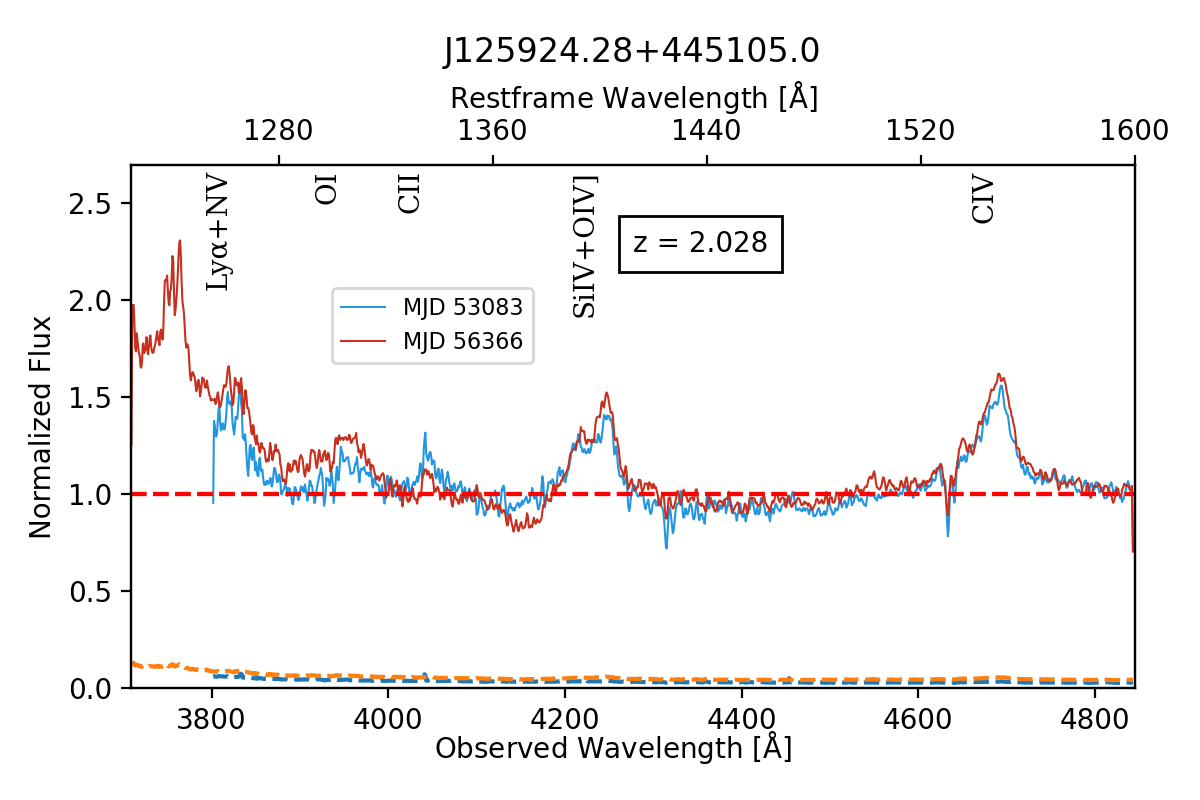 J125924.28+445105.0
Restframe Wavelength [Å]
1280 1360 1440 1520 1600
Lyα+NV
OI
CII
SiIV+OIV]
CIV
z = 2.028
MJD 53083
MJD 56366
Normalized Flux
2.5
2.0
1.5
1.0
0.5
0.0
3800 4000 4200 4400 4600 4800
Observed Wavelength [Å]